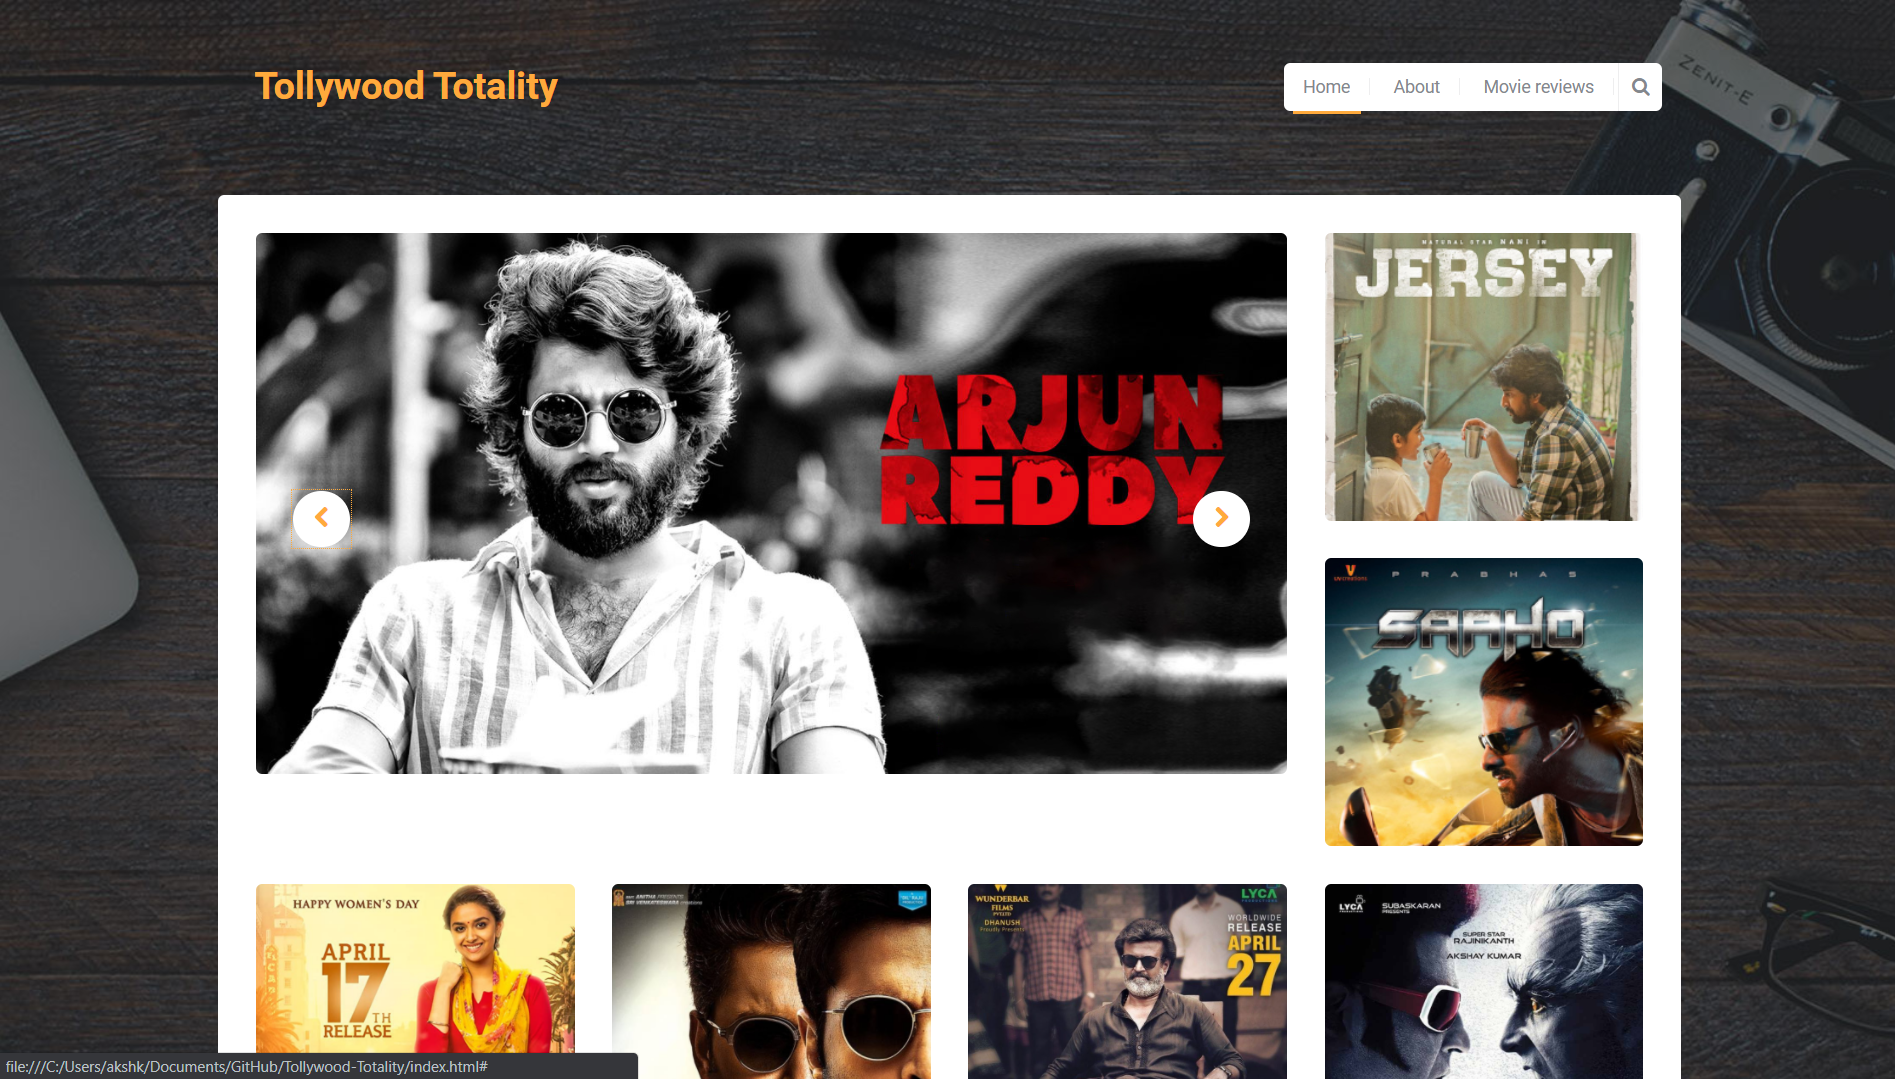 Tollywood Totality
Home
About
Movie reviews
ZENIT-E
ARJUN
REDDY
NATURAL STAR NANI IN
JERSEY
PRABHAS
SAAHO
HAPPY WOMEN'S DAY
APRIL
17TH
RELEASE
WUNDERBAR
FILMS
DHANUSH
Proudly Presents
LYCA
WORLDWIDE
RELEASE
APRIL
27
LYCA
SUBASKARAN
PRESENTS
SUPER STAR
RAJINIKANTH
AKSHAY KUMAR
file:///C:/Users/akshk/Documents/GitHub/Tollywood-Totality/index.html#